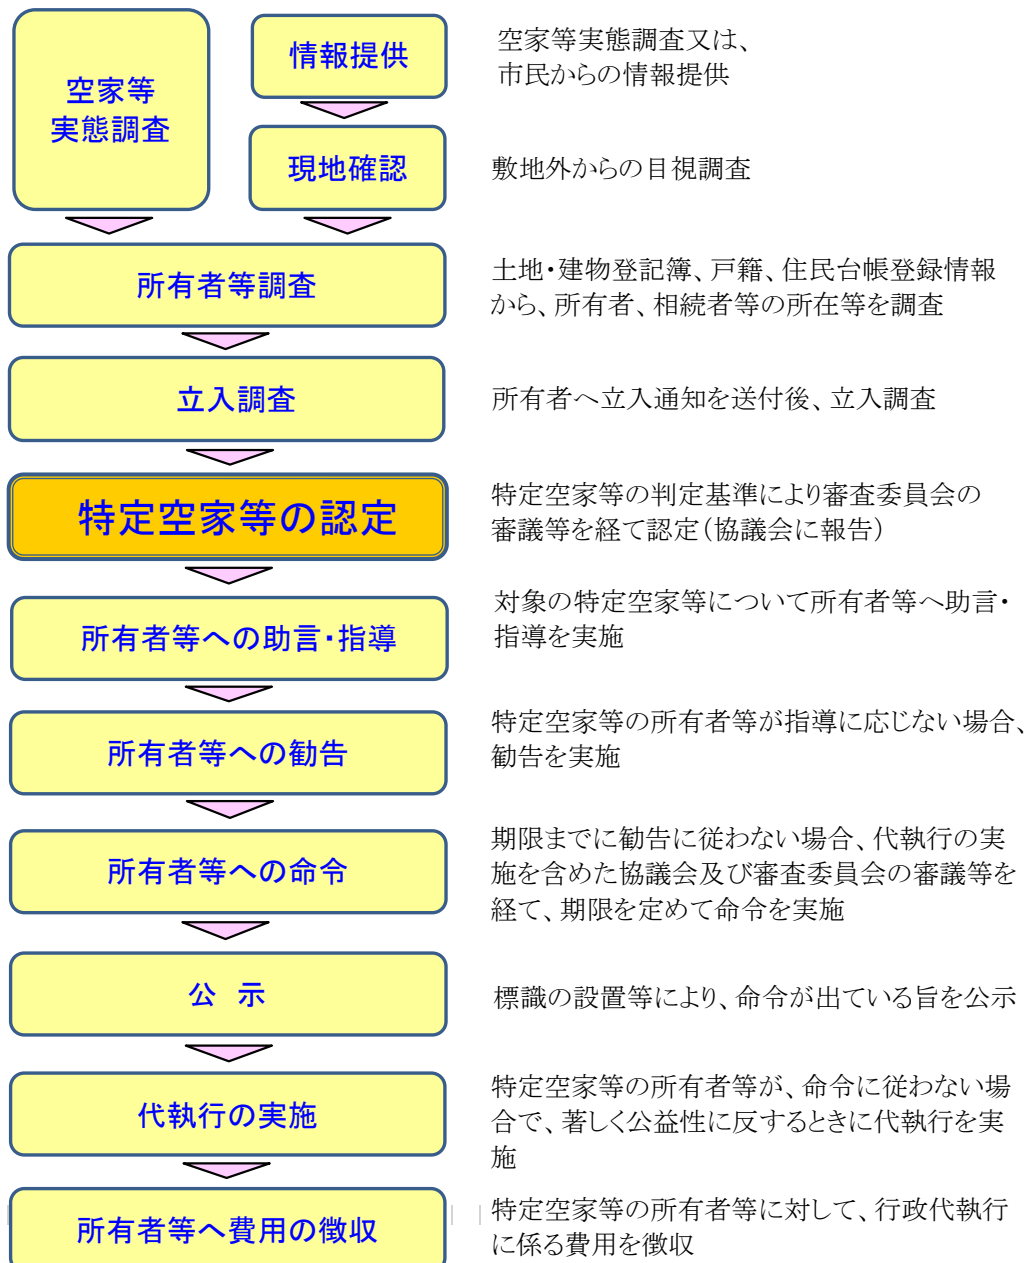 空家等
実態調査
情報提供
空家等実態調査又は、
市民からの情報提供
現地確認
敷地外からの目視調査
所有者等調査
土地・建物登記簿、戸籍、住民台帳登録情報
から、所有者、相続者等の所在等を調査
立入調査
所有者へ立入通知を送付後、立入調査
特定空家等の認定
特定空家等の判定基準により審査委員会の
審議等を経て認定(協議会に報告)
所有者等への助言・指導
対象の特定空家等について所有者等へ助言・
指導を実施
所有者等への勧告
特定空家等の所有者等が指導に応じない場合、
勧告を実施
所有者等への命令
期限までに勧告に従わない場合、代執行の実
施を含めた協議会及び審査委員会の審議等を
経て、期限を定めて命令を実施
公 示
標識の設置等により、命令が出ている旨を公示
代執行の実施
特定空家等の所有者等が、命令に従わない場
合で、著しく公益性に反するときに代執行を実
施
所有者等へ費用の徴収
特定空家等の所有者等に対して、行政代執行
に係る費用を徴収